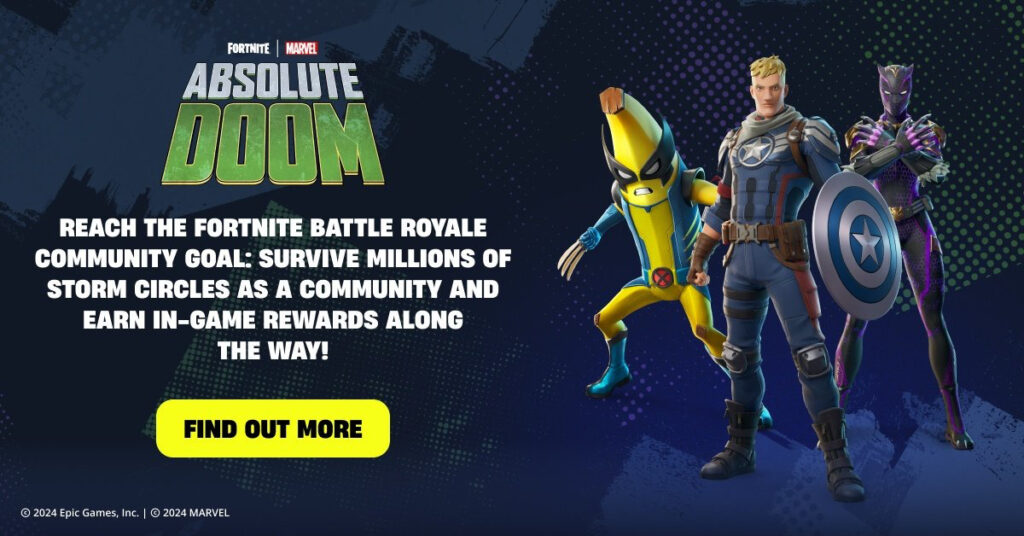 FORTNITE | MARVEL
ABSOLUTE
DOOM
REACH THE FORTNITE BATTLE ROYALE
COMMUNITY GOAL: SURVIVE MILLIONS OF
STORM CIRCLES AS A COMMUNITY AND
EARN IN-GAME REWARDS ALONG
THE WAY!
FIND OUT MORE
© 2024 Epic Games, Inc. | © 2024 MARVEL